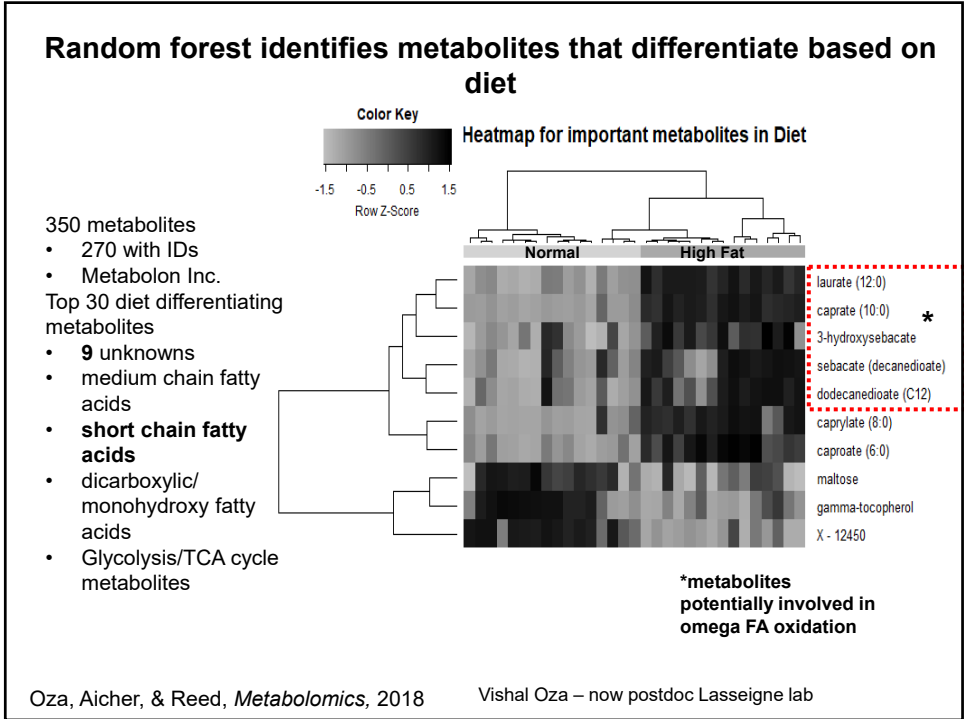 Random forest identifies metabolites that differentiate based on
diet
Color Key
-1.5 -0.5 0.5 1.5
Row Z-Score
Heatmap for important metabolites in Diet
350 metabolites
• 270 with IDs
• Metabolon Inc.
Top 30 diet differentiating
metabolites
• 9 unknowns
• medium chain fatty
acids
• short chain fatty
acids
• dicarboxylic/
monohydroxy fatty
acids
• Glycolysis/TCA cycle
metabolites
Normal High Fat
laurate (12:0)
caprate (10:0) *
3-hydroxysebacate
sebacate (decanedioate)
dodecanedioate (C12)
caprylate (8:0)
caproate (6:0)
maltose
gamma-tocopherol
X - 12450
*metabolites
potentially involved in
omega FA oxidation
Oza, Aicher, & Reed, Metabolomics, 2018
Vishal Oza – now postdoc Lasseigne lab